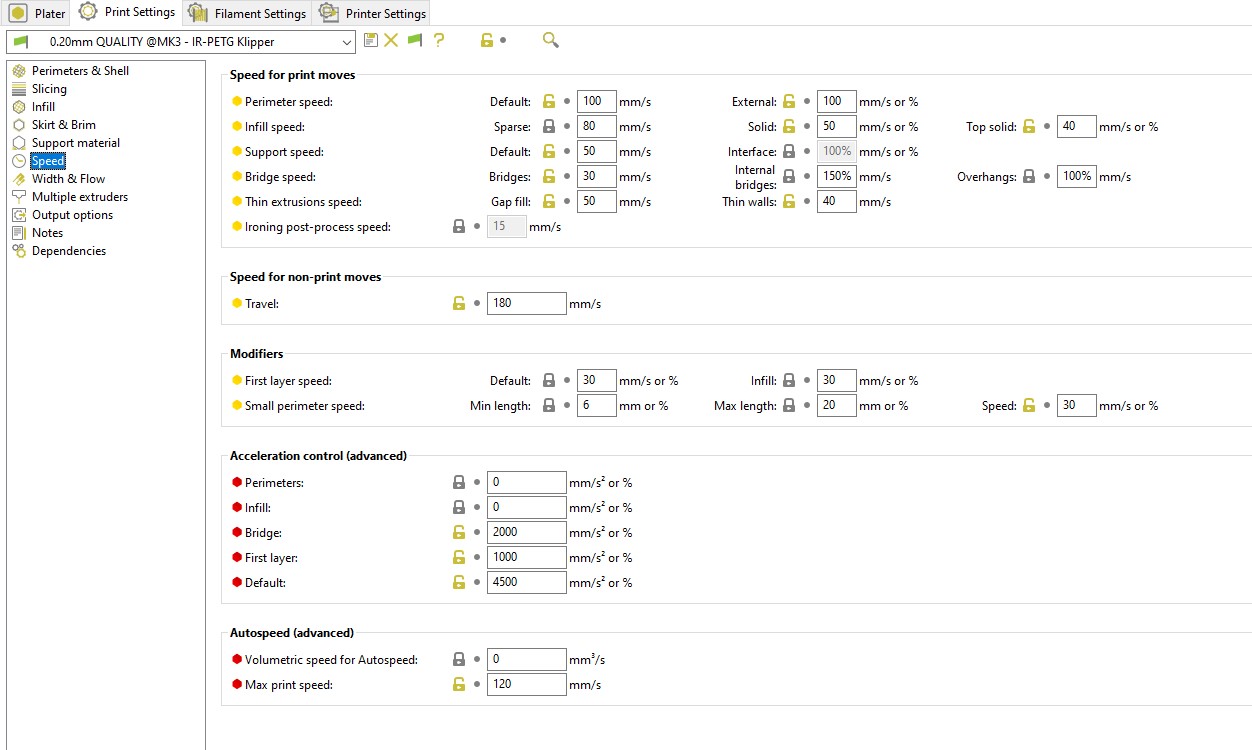 Plater Print Settings Filament Settings Printer Settings
0.20mm QUALITY @MK3 - IR-PETG Klipper ?
Perimeters & Shell
Slicing
Infill
Skirt & Brim
Support material
Speed
Width & Flow
Multiple extruders
Output options
Notes
Dependencies
Speed for print moves
Perimeter speed: Default: 100 mm/s External: 100 mm/s or %
Infill speed: Sparse: 80 mm/s Solid: 50 mm/s or % Top solid: 40 mm/s or %
Support speed: Default: 50 mm/s Interface: 100% mm/s or %
Bridge speed: Bridges: 30 mm/s Internal bridges: 150% mm/s Overhangs: 100% mm/s
Thin extrusions speed: Gap fill: 50 mm/s Thin walls: 40 mm/s
Ironing post-process speed: 15 mm/s
Speed for non-print moves
Travel: 180 mm/s
Modifiers
First layer speed: Default: 30 mm/s or % Infill: 30 mm/s or %
Small perimeter speed: Min length: 6 mm or % Max length: 20 mm or % Speed: 30 mm/s or %
Acceleration control (advanced)
Perimeters: 0 mm/s² or %
Infill: 0 mm/s² or %
Bridge: 2000 mm/s² or %
First layer: 1000 mm/s² or %
Default: 4500 mm/s² or %
Autospeed (advanced)
Volumetric speed for Autospeed: 0 mm³/s
Max print speed: 120 mm/s